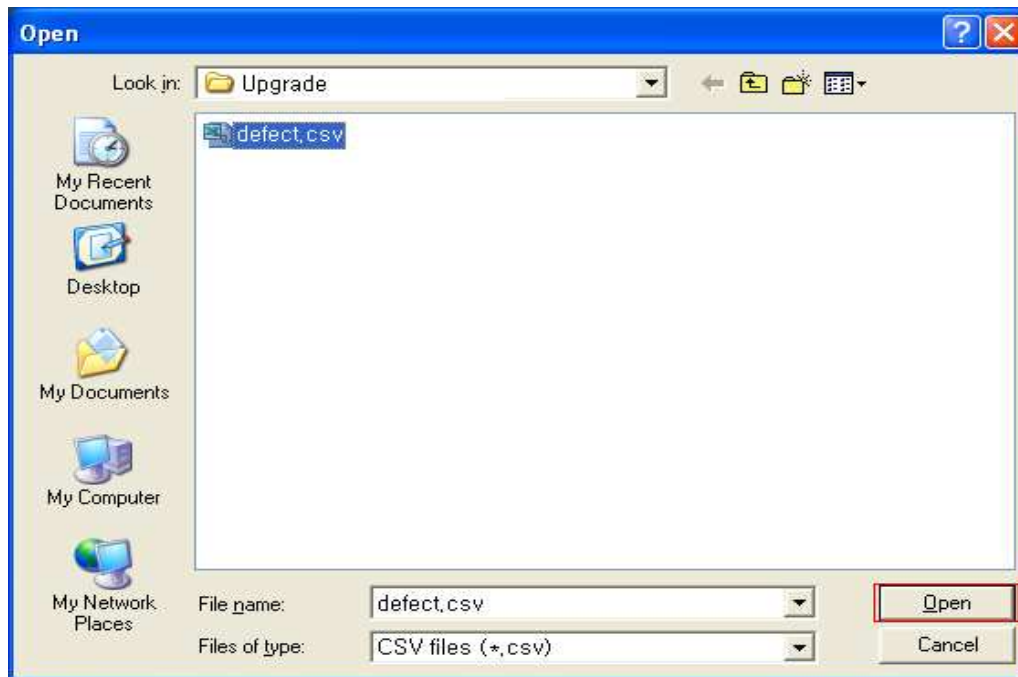 Open
Look in:
Upgrade
defect.csv
My Recent
Documents
Desktop
My Documents
My Computer
My Network
Places
File name:
defect.csv
Open
Files of type:
CSV files (*.csv)
Cancel